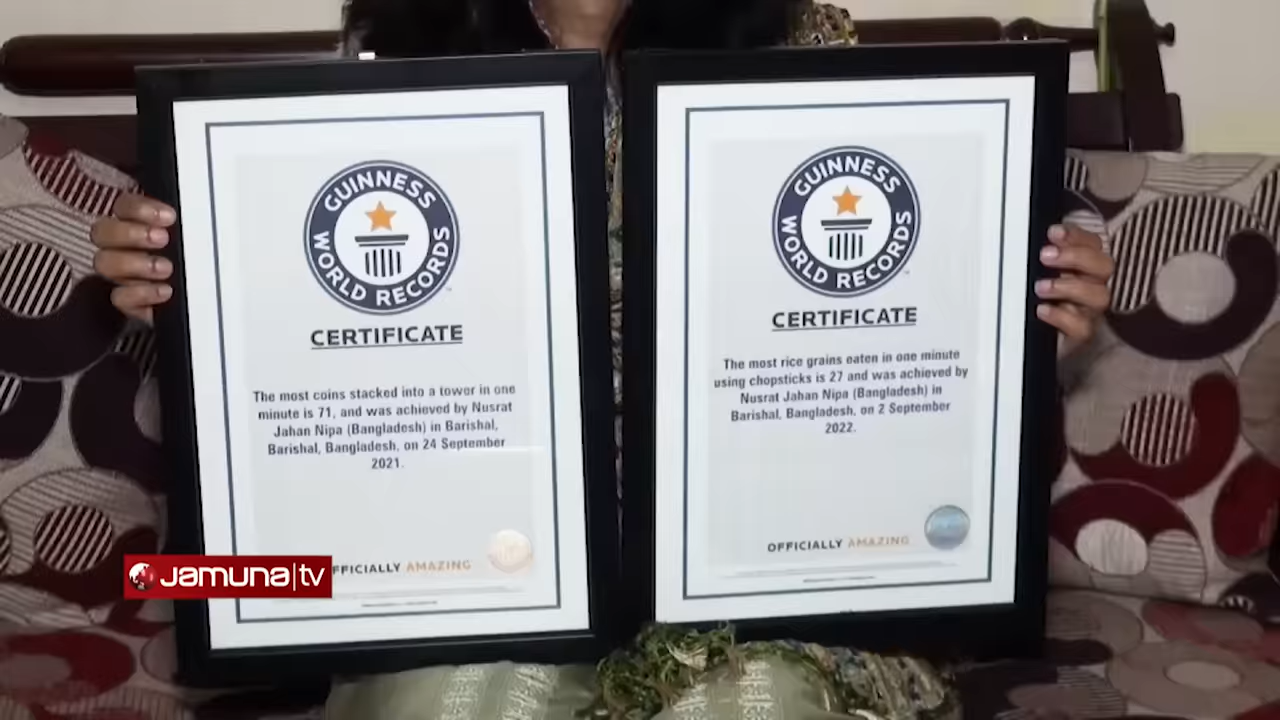 GUINNESS
WORLD RECORDS
CERTIFICATE
The most coins stacked into a tower in one
minute is 71, and was achieved by Nusrat
Jahan Nipa (Bangladesh) in Barishal,
Barishal, Bangladesh, on 24 September
2021.
FFICIALLY AMAZING
GUINNESS
WORLD RECORDS
CERTIFICATE
The most rice grains eaten in one minute
using chopsticks is 27 and was achieved by
Nusrat Jahan Nipa (Bangladesh) in
Barishal, Bangladesh, on 2 September
2022.
OFFICIALLY AMAZING
Jamuna|tv